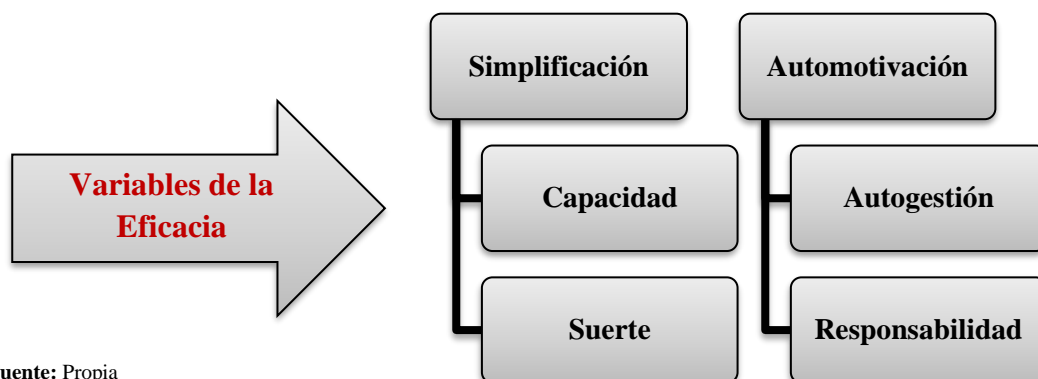 Variables de la
Eficacia
Simplificación
Capacidad
Suerte
Automotivación
Autogestión
Responsabilidad
uente: Propia